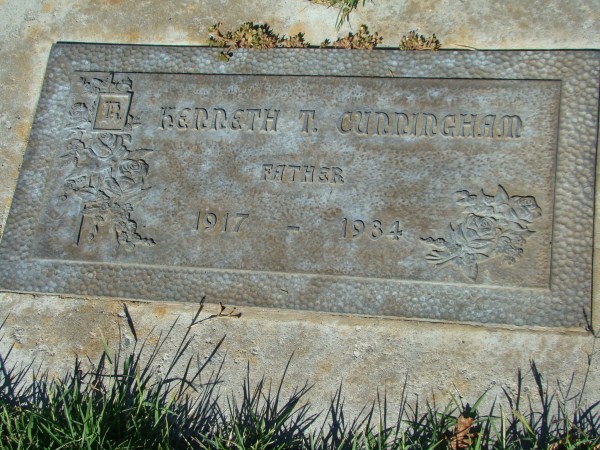 KENNETH T. CUNNINGHAM
FATHER
1917 - 1984